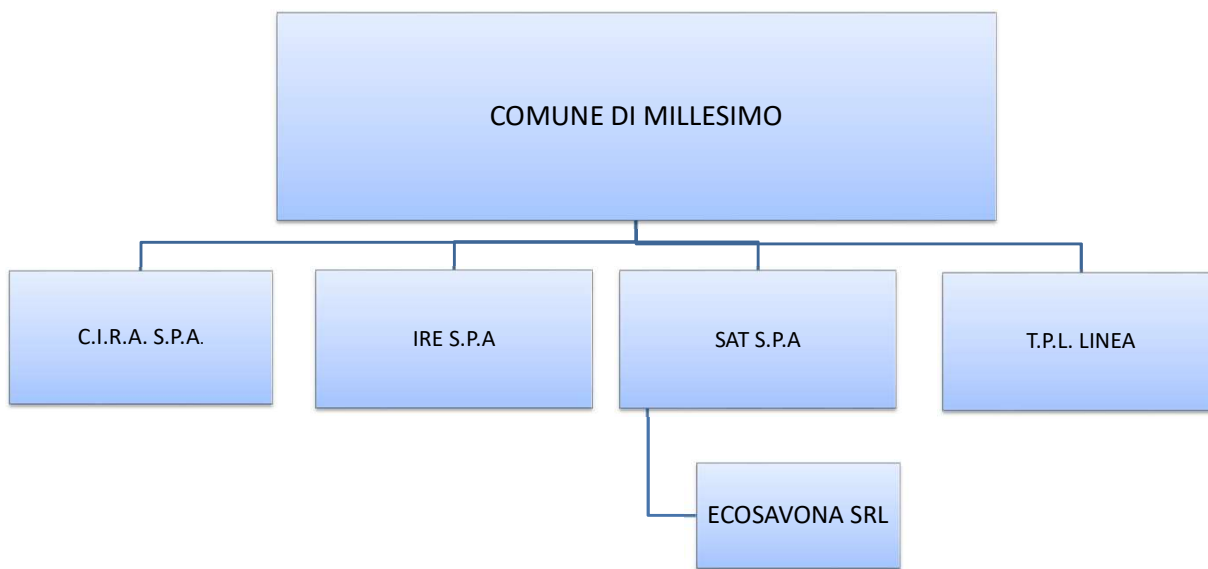 COMUNE DI MILLESIMO
C.I.R.A. S.P.A.
IRE S.P.A
SAT S.P.A
T.P.L. LINEA
ECOSAVONA SRL